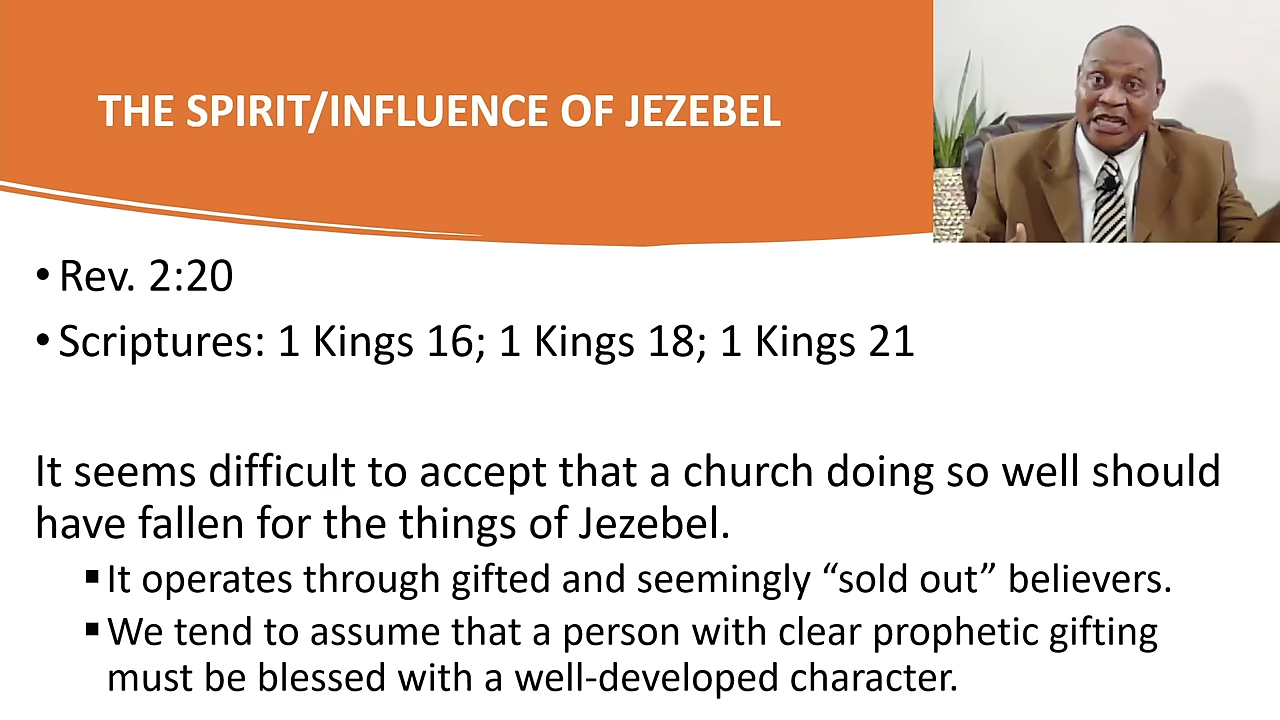 THE SPIRIT/INFLUENCE OF JEZEBEL
• Rev. 2:20
• Scriptures: 1 Kings 16; 1 Kings 18; 1 Kings 21
It seems difficult to accept that a church doing so well should
have fallen for the things of Jezebel.
▪ It operates through gifted and seemingly “sold out” believers.
▪ We tend to assume that a person with clear prophetic gifting
must be blessed with a well-developed character.